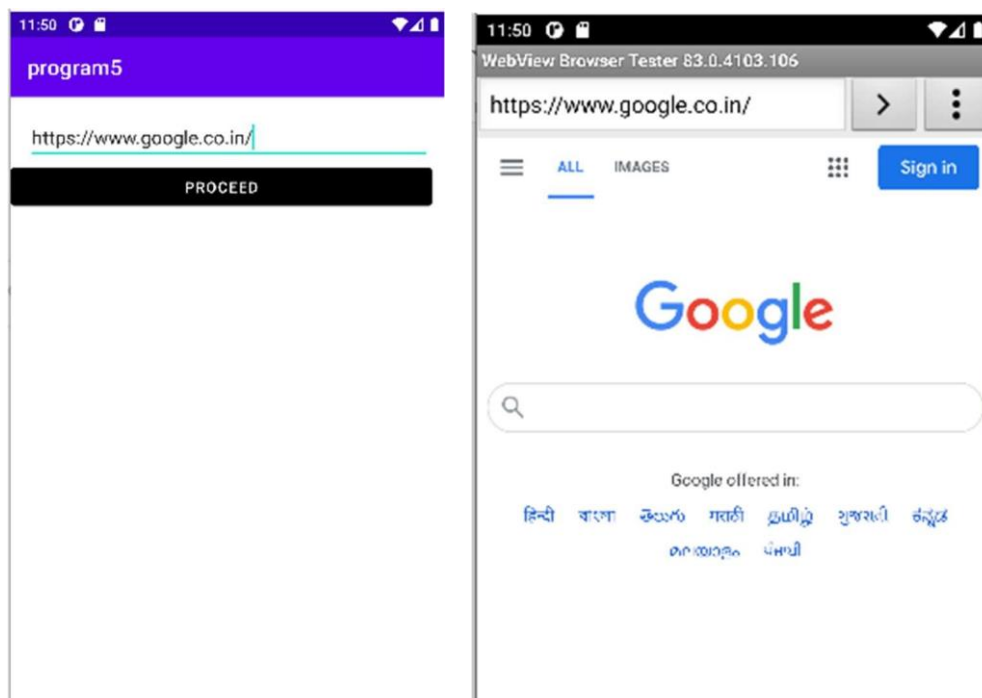 11:50
program5
https://www.google.co.in/
PROCEED
11:50
WebView Browser Tester 83.0.4103.106
https://www.google.co.in/
ALL IMAGES Sign in
Google
Google offered in:
हिन्दी বাংলা తెలుగు मराठी தமிழ் ગુજરાતી ಕನ್ನಡ
മലയാളം ਪੰਜਾਬੀ